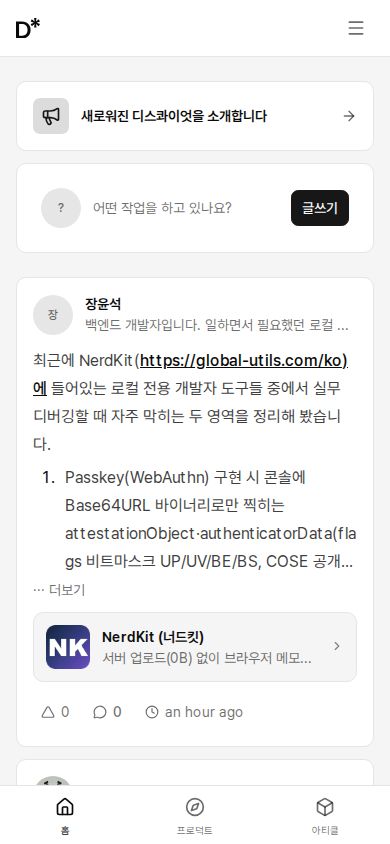 D*
새로워진 디스콰이엇을 소개합니다
?
어떤 작업을 하고 있나요?
글쓰기
장
장윤석
백엔드 개발자입니다. 일하면서 필요했던 로컬 ...
최근에 NerdKit(https://global-utils.com/ko)
에 들어있는 로컬 전용 개발자 도구들 중에서 실무
디버깅할 때 자주 막히는 두 영역을 정리해 봤습니
다.
1. Passkey(WebAuthn) 구현 시 콘솔에
Base64URL 바이너리로만 찍히는
attestationObject·authenticatorData(fla
gs 비트마스크 UP/UV/BE/BS, COSE 공개...
··· 더보기
NK
NerdKit (너드킷)
서버 업로드(0B) 없이 브라우저 메모...
0
0
an hour ago
홈
프로덕트
아티클